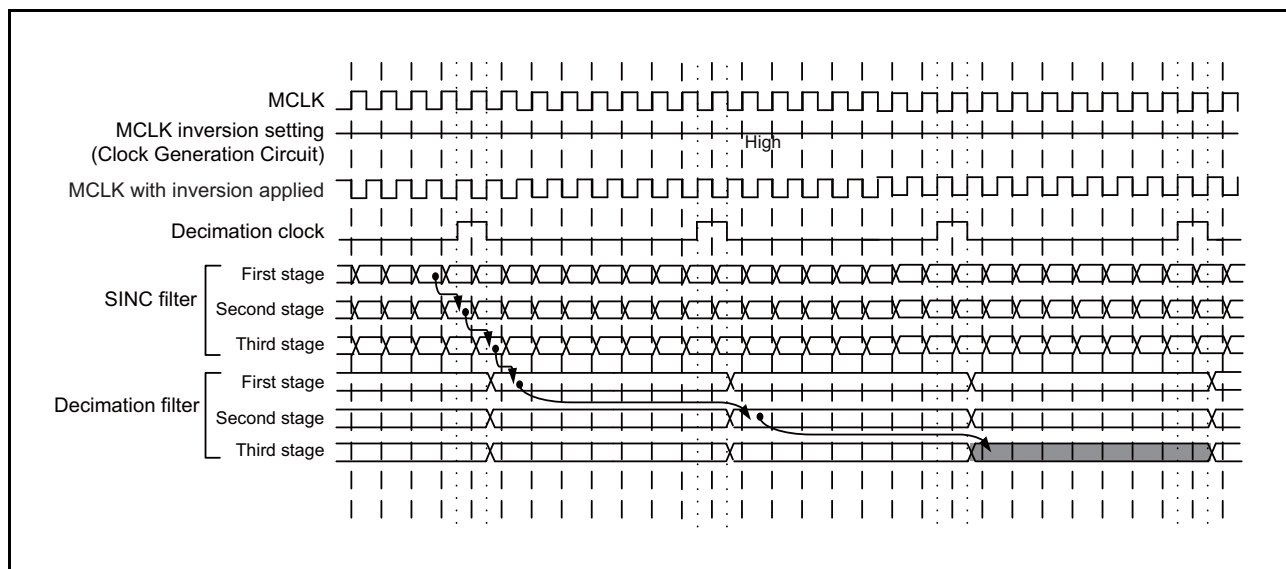 MCLK
MCLK inversion setting
(Clock Generation Circuit)
High
MCLK with inversion applied
Decimation clock
SINC filter
First stage
Second stage
Third stage
Decimation filter
First stage
Second stage
Third stage